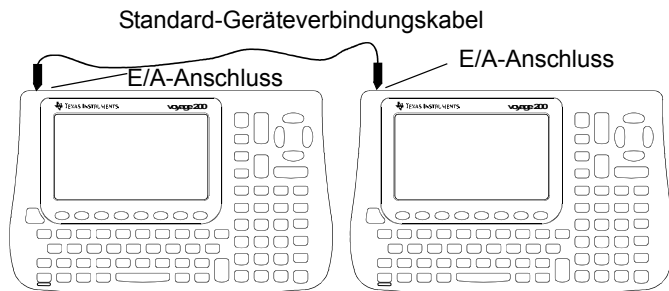 Standard-Geräteverbindungskabel
E/A-Anschluss
E/A-Anschluss
TEXAS INSTRUMENTS voyage 200
TEXAS INSTRUMENTS voyage 200